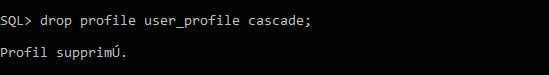 SQL> drop profile user_profile cascade;
Profil supprimÚ.